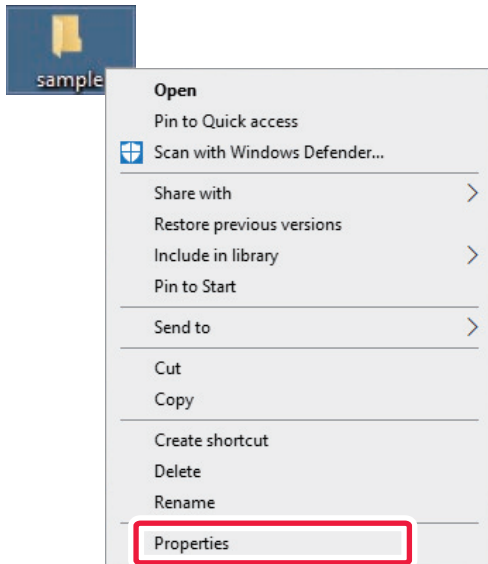 sample
Open
Pin to Quick access
Scan with Windows Defender...
Share with
Restore previous versions
Include in library
Pin to Start
Send to
Cut
Copy
Create shortcut
Delete
Rename
Properties